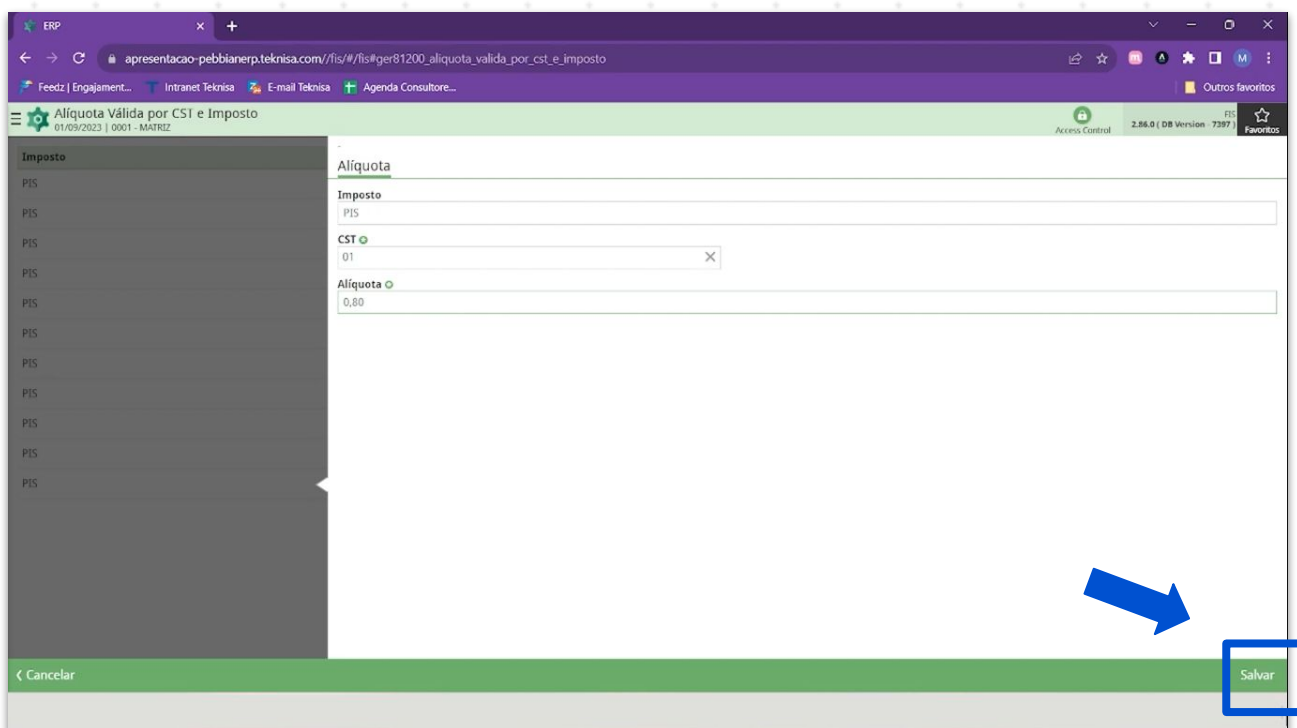 ERP
apresentacao-pebbianerp.teknisa.com//fis/#/fis#ger81200_aliquota_valida_por_cst_e_imposto
M
Feedz | Engajament... Intranet Teknisa E-mail Teknisa Agenda Consultore... Outros favoritos
Alíquota Válida por CST e Imposto
01/09/2023 | 0001 - MATRIZ
Access Control
FIS
2.86.0 ( DB Version - 7397 )
Favoritos
Imposto
PIS
PIS
PIS
PIS
PIS
PIS
PIS
PIS
PIS
PIS
PIS
-
Alíquota
Imposto
PIS
CST
01
Alíquota
0,80
Cancelar
Salvar